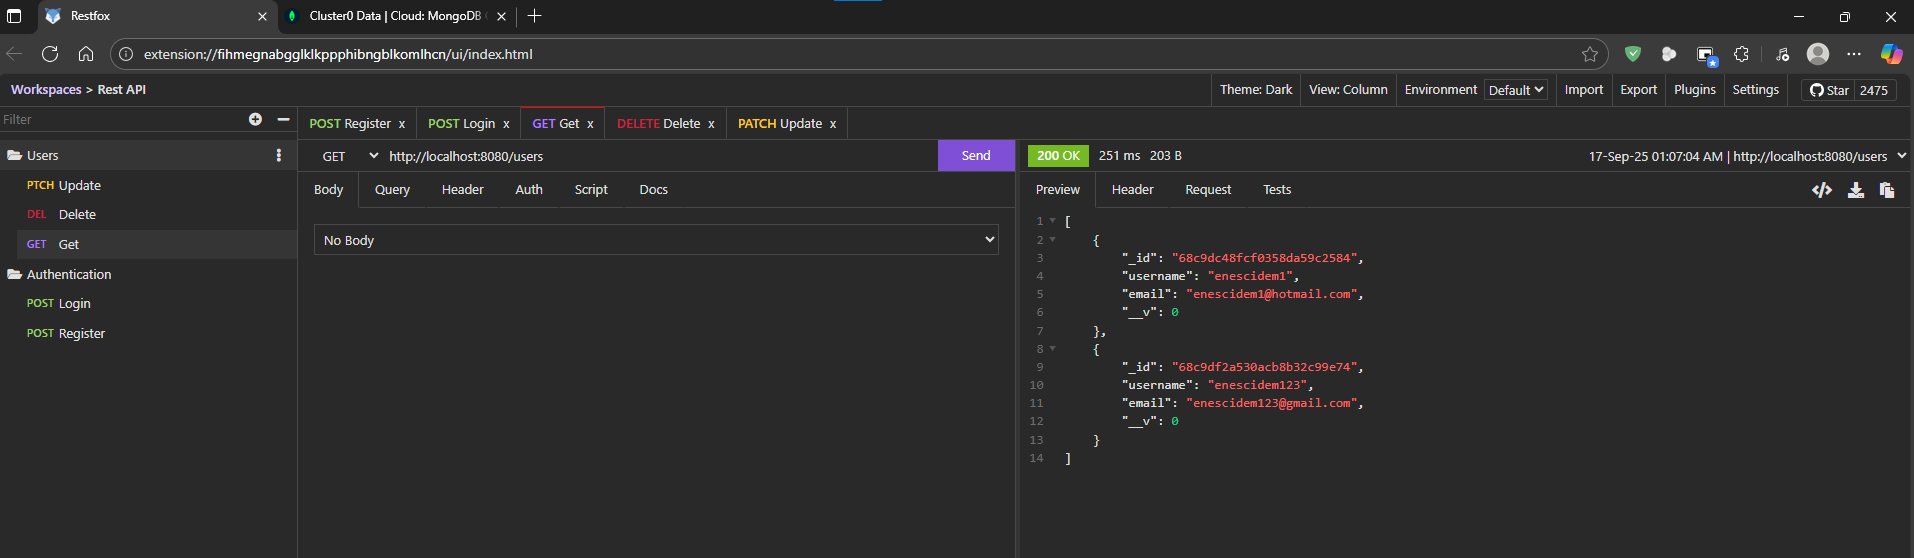 Restfox
Cluster0 Data | Cloud: MongoDB
extension://fihmegnabgglklkppphibngblkomlhcn/ui/index.html
Workspaces > Rest API
Theme: Dark
View: Column
Environment
Default
Import
Export
Plugins
Settings
Star
2475
Filter
POST Register x
POST Login x
GET Get x
DELETE Delete x
PATCH Update x
Users
PTCH Update
DEL Delete
GET Get
Authentication
POST Login
POST Register
GET
http://localhost:8080/users
Send
Body
Query
Header
Auth
Script
Docs
No Body
200 OK
251 ms
203 B
17-Sep-25 01:07:04 AM | http://localhost:8080/users
Preview
Header
Request
Tests
1 [
2 {
3 "_id": "68c9dc48fcf0358da59c2584",
4 "username": "enescidem1",
5 "email": "enescidem1@hotmail.com",
6 "__v": 0
7 },
8 {
9 "_id": "68c9df2a530acb8b32c99e74",
10 "username": "enescidem123",
11 "email": "enescidem123@gmail.com",
12 "__v": 0
13 }
14 ]